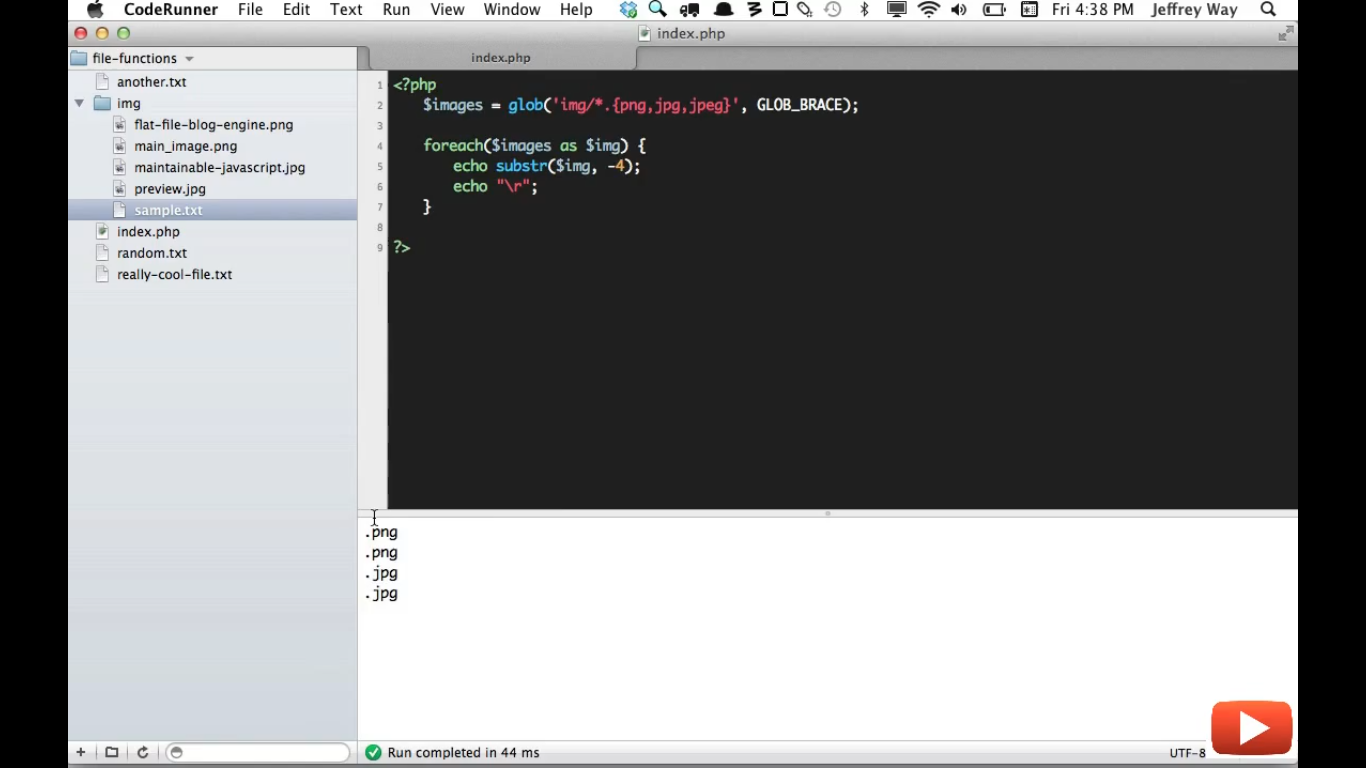 CodeRunner File Edit Text Run View Window Help Fri 4:38 PM Jeffrey Way
index.php
file-functions
index.php
another.txt
img
flat-file-blog-engine.png
main_image.png
maintainable-javascript.jpg
preview.jpg
sample.txt
index.php
random.txt
really-cool-file.txt
1 <?php
2 $images = glob('img/*.{png,jpg,jpeg}', GLOB_BRACE);
3
4 foreach($images as $img) {
5 echo substr($img, -4);
6 echo "\r";
7 }
8
9 ?>
.png
.png
.jpg
.jpg
Run completed in 44 ms
UTF-8